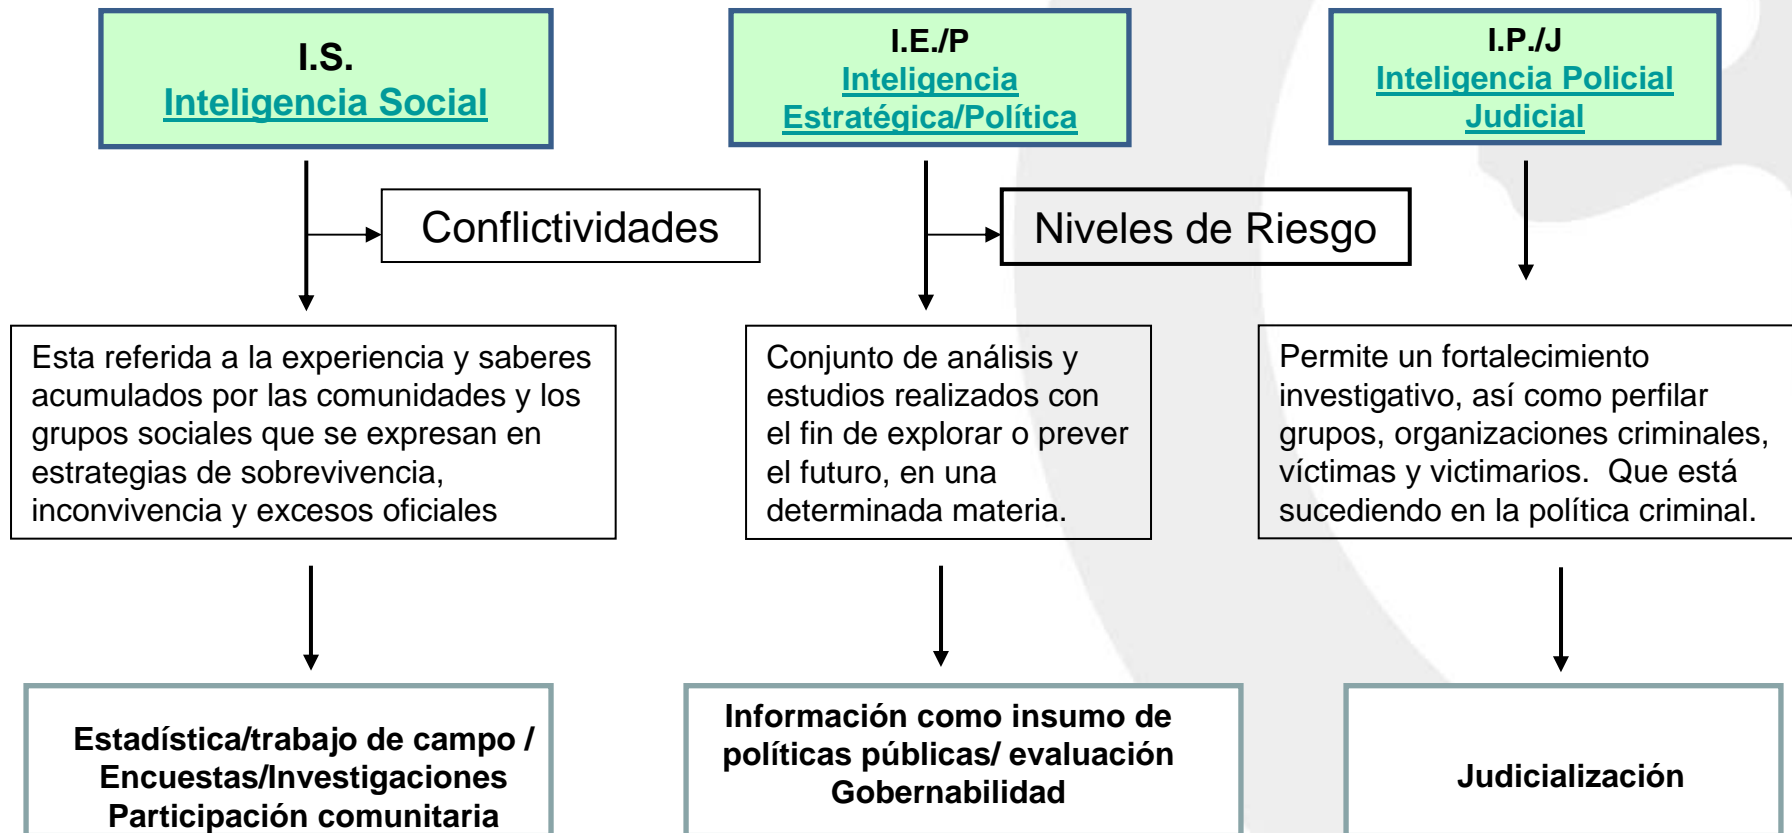 I.S.
Inteligencia Social
I.E./P
Inteligencia
Estratégica/Política
I.P./J
Inteligencia Policial
Judicial
Conflictividades
Niveles de Riesgo
Esta referida a la experiencia y saberes
acumulados por las comunidades y los
grupos sociales que se expresan en
estrategias de sobrevivencia,
inconvivencia y excesos oficiales
Conjunto de análisis y
estudios realizados con
el fin de explorar o prever
el futuro, en una
determinada materia.
Permite un fortalecimiento
investigativo, así como perfilar
grupos, organizaciones criminales,
víctimas y victimarios.  Que está
sucediendo en la política criminal.
Estadística/trabajo de campo /
Encuestas/Investigaciones
Participación comunitaria
Información como insumo de
políticas públicas/ evaluación
Gobernabilidad
Judicialización